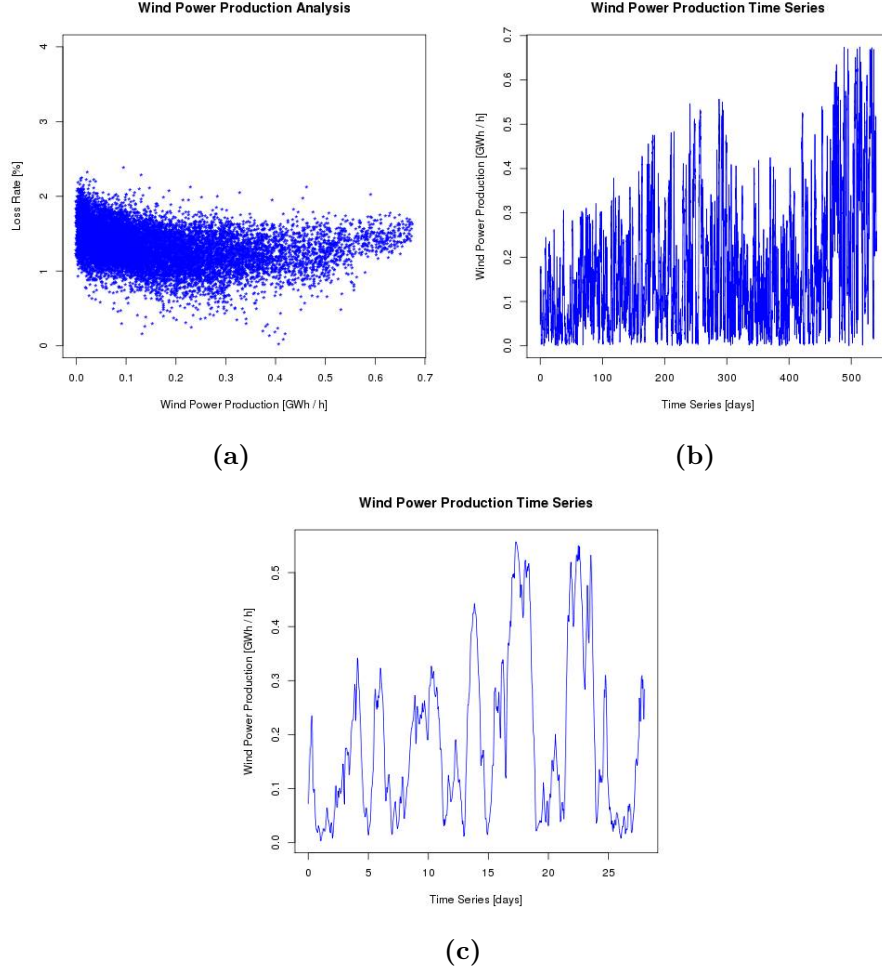 Wind Power Production Analysis
Loss Rate [%]
4
3
2
1
0
0.0 0.1 0.2 0.3 0.4 0.5 0.6 0.7
Wind Power Production [GWh / h]
(a)
Wind Power Production Time Series
Wind Power Production [GWh / h]
0.7
0.6
0.5
0.4
0.3
0.2
0.1
0.0
0 100 200 300 400 500
Time Series [days]
(b)
Wind Power Production Time Series
Wind Power Production [GWh / h]
0.5
0.4
0.3
0.2
0.1
0.0
0 5 10 15 20 25
Time Series [days]
(c)